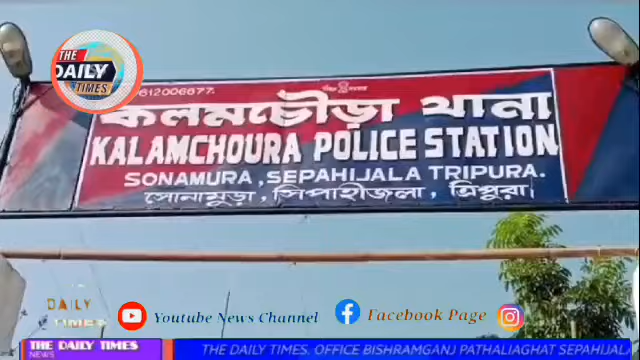 THE
DAILY
TIMES
612006677.
কলমচৌড়া থানা
KALAMCHOURA POLICE STATION
SONAMURA, SEPAHIJALA TRIPURA.
সোনামুড়া, সিপাহীজলা, ত্রিপুরা।
DAILY
TIMES
Youtube News Channel
Facebook Page
THE DAILY TIMES
NEWS
THE DAILY TIMES. OFFICE BISHRAMGANJ PATHALIAGHAT SEPAHIJALA